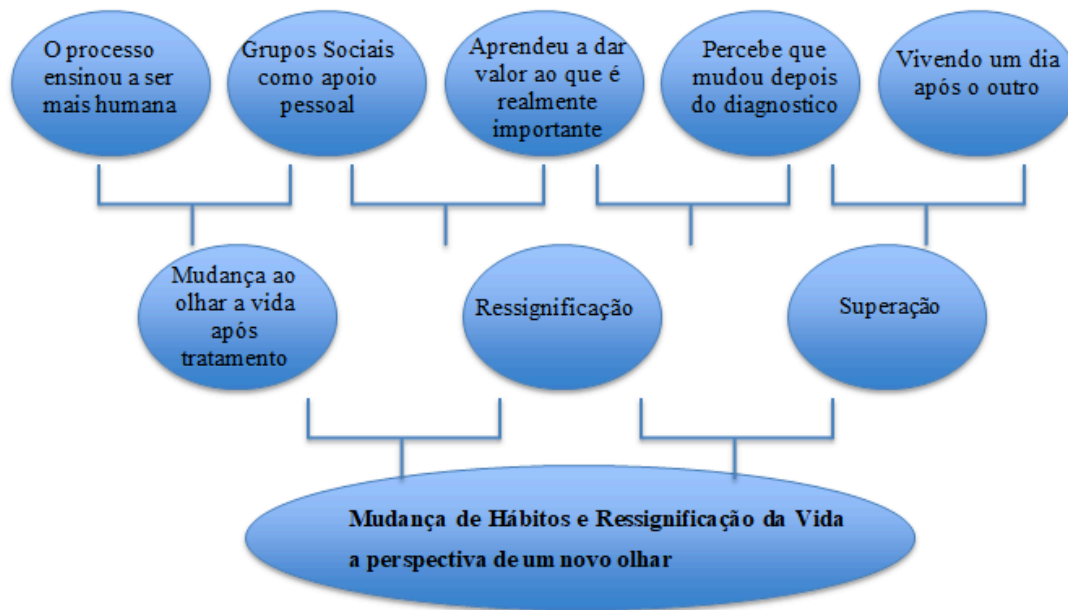 O processo
ensinou a ser
mais humana
Grupos Sociais
como apoio
pessoal
Aprendeu a dar
valor ao que é
realmente
importante
Percebe que
mudou depois
do diagnostico
Vivendo um dia
após o outro
Mudança ao
olhar a vida
após
tratamento
Ressignificação
Superação
Mudança de Hábitos e Ressignificação da Vida
a perspectiva de um novo olhar